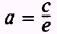 a = c/e